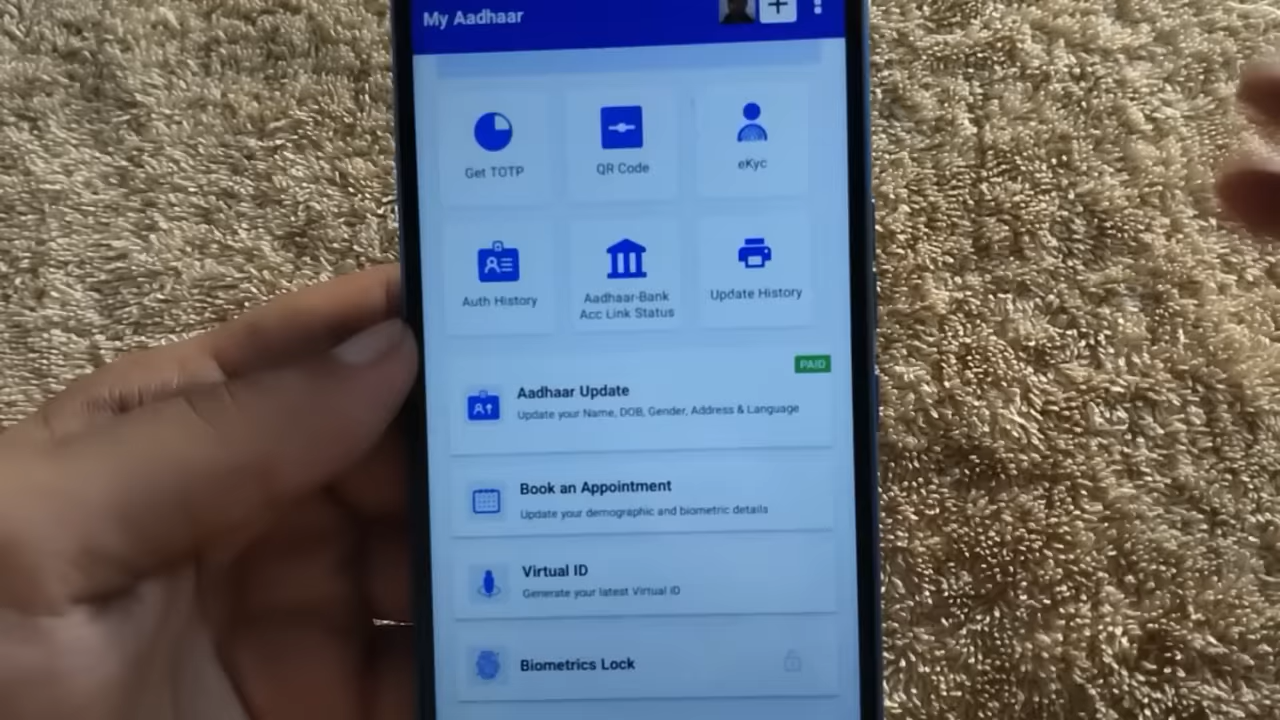 My Aadhaar
Get TOTP
QR Code
eKyc
Auth History
Aadhaar-Bank
Acc Link Status
Update History
PAID
Aadhaar Update
Update your Name, DOB, Gender, Address & Language
Book an Appointment
Update your demographic and biometric details
Virtual ID
Generate your latest Virtual ID
Biometrics Lock